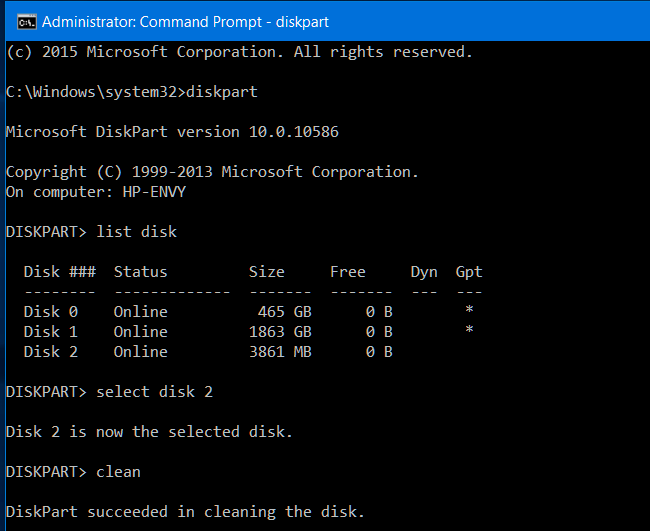 Administrator: Command Prompt - diskpart
(c) 2015 Microsoft Corporation. All rights reserved.
C:\Windows\system32>diskpart
Microsoft DiskPart version 10.0.10586
Copyright (C) 1999-2013 Microsoft Corporation.
On computer: HP-ENVY
DISKPART> list disk
  Disk ###  Status         Size     Free     Dyn  Gpt
  --------  -------------  -------  -------  ---  ---
  Disk 0    Online          465 GB      0 B        *
  Disk 1    Online         1863 GB      0 B        *
  Disk 2    Online         3861 MB      0 B
DISKPART> select disk 2
Disk 2 is now the selected disk.
DISKPART> clean
DiskPart succeeded in cleaning the disk.